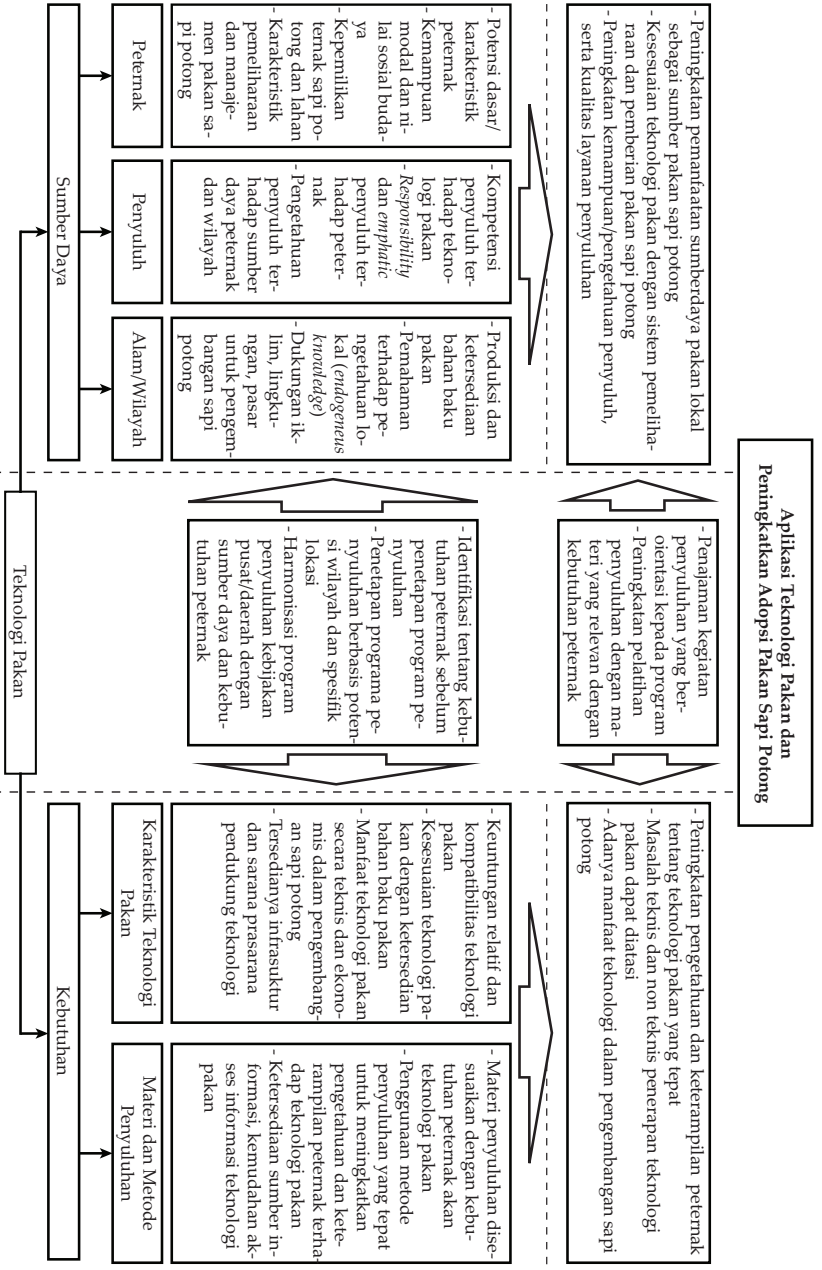 Aplikasi Teknologi Pakan dan
Peningkatkan Adopsi Pakan Sapi Potong
- Peningkatan pemanfaatan sumberdaya pakan lokal
sebagai sumber pakan sapi potong
- Kesesuaian teknologi pakan dengan sistem pemeliha-
raan dan pemberian pakan sapi potong
- Peningkatan kemampuan/pengetahuan penyuluh,
serta kualitas layanan penyuluhan
- Penajaman kegiatan
penyuluhan yang ber-
oientasi kepada program
- Peningkatan pelatihan
penyuluhan dengan ma-
teri yang relevan dengan
kebutuhan peternak
- Peningkatan pengetahuan dan keterampilan peternak
tentang teknologi pakan yang tepat
- Masalah teknis dan non teknis penerapan teknologi
pakan dapat diatasi
- Adanya manfaat teknologi dalam pengembangan sapi
potong
- Potensi dasar/
karakteristik
peternak
- Kemampuan
modal dan ni-
lai sosial buda-
ya
- Kepemilikan
ternak sapi po-
tong dan lahan
- Karakteristik
pemeliharaan
dan manaje-
men pakan sa-
pi potong
- Kompetensi
penyuluh ter-
hadap tekno-
logi pakan
- Responsibility
dan emphatic
penyuluh ter-
hadap peter-
nak
- Pengetahuan
penyuluh ter-
hadap sumber
daya peternak
dan wilayah
- Produksi dan
ketersediaan
bahan baku
pakan
- Pemahaman
terhadap pe-
ngetahuan lo-
kal (endogeneus
knowledge)
- Dukungan ik-
lim, lingku-
ngan, pasar
untuk pengem-
bangan sapi
potong
- Identifikasi tentang kebu-
tuhan peternak sebelum
penetapan program pe-
nyuluhan
- Penetapan programa pe-
nyuluhan berbasis poten-
si wilayah dan spesifik
lokasi
- Harmonisasi program
penyuluhan kebijakan
pusat/daerah dengan
sumber daya dan kebu-
tuhan peternak
- Keuntungan relatif dan
kompatibilitas teknologi
pakan
- Kesesuaian teknologi pa-
kan dengan ketersedian
bahan baku pakan
- Manfaat teknologi pakan
secara teknis dan ekono-
mis dalam pengembang-
an sapi potong
- Tersedianya infrasuktur
dan sarana prasarana
pendukung teknologi
- Materi penyuluhan dise-
suaikan dengan kebu-
tuhan peternak akan
teknologi pakan
- Penggunaan metode
penyuluhan yang tepat
untuk meningkatkan
pengetahuan dan kete-
rampilan peternak terha-
dap teknologi pakan
- Ketersediaan sumber in-
formasi, kemudahan ak-
ses informasi teknologi
pakan
Peternak
Penyuluh
Alam/Wilayah
Karakteristik Teknologi
Pakan
Materi dan Metode
Penyuluhan
Sumber Daya
Kebutuhan
Teknologi Pakan